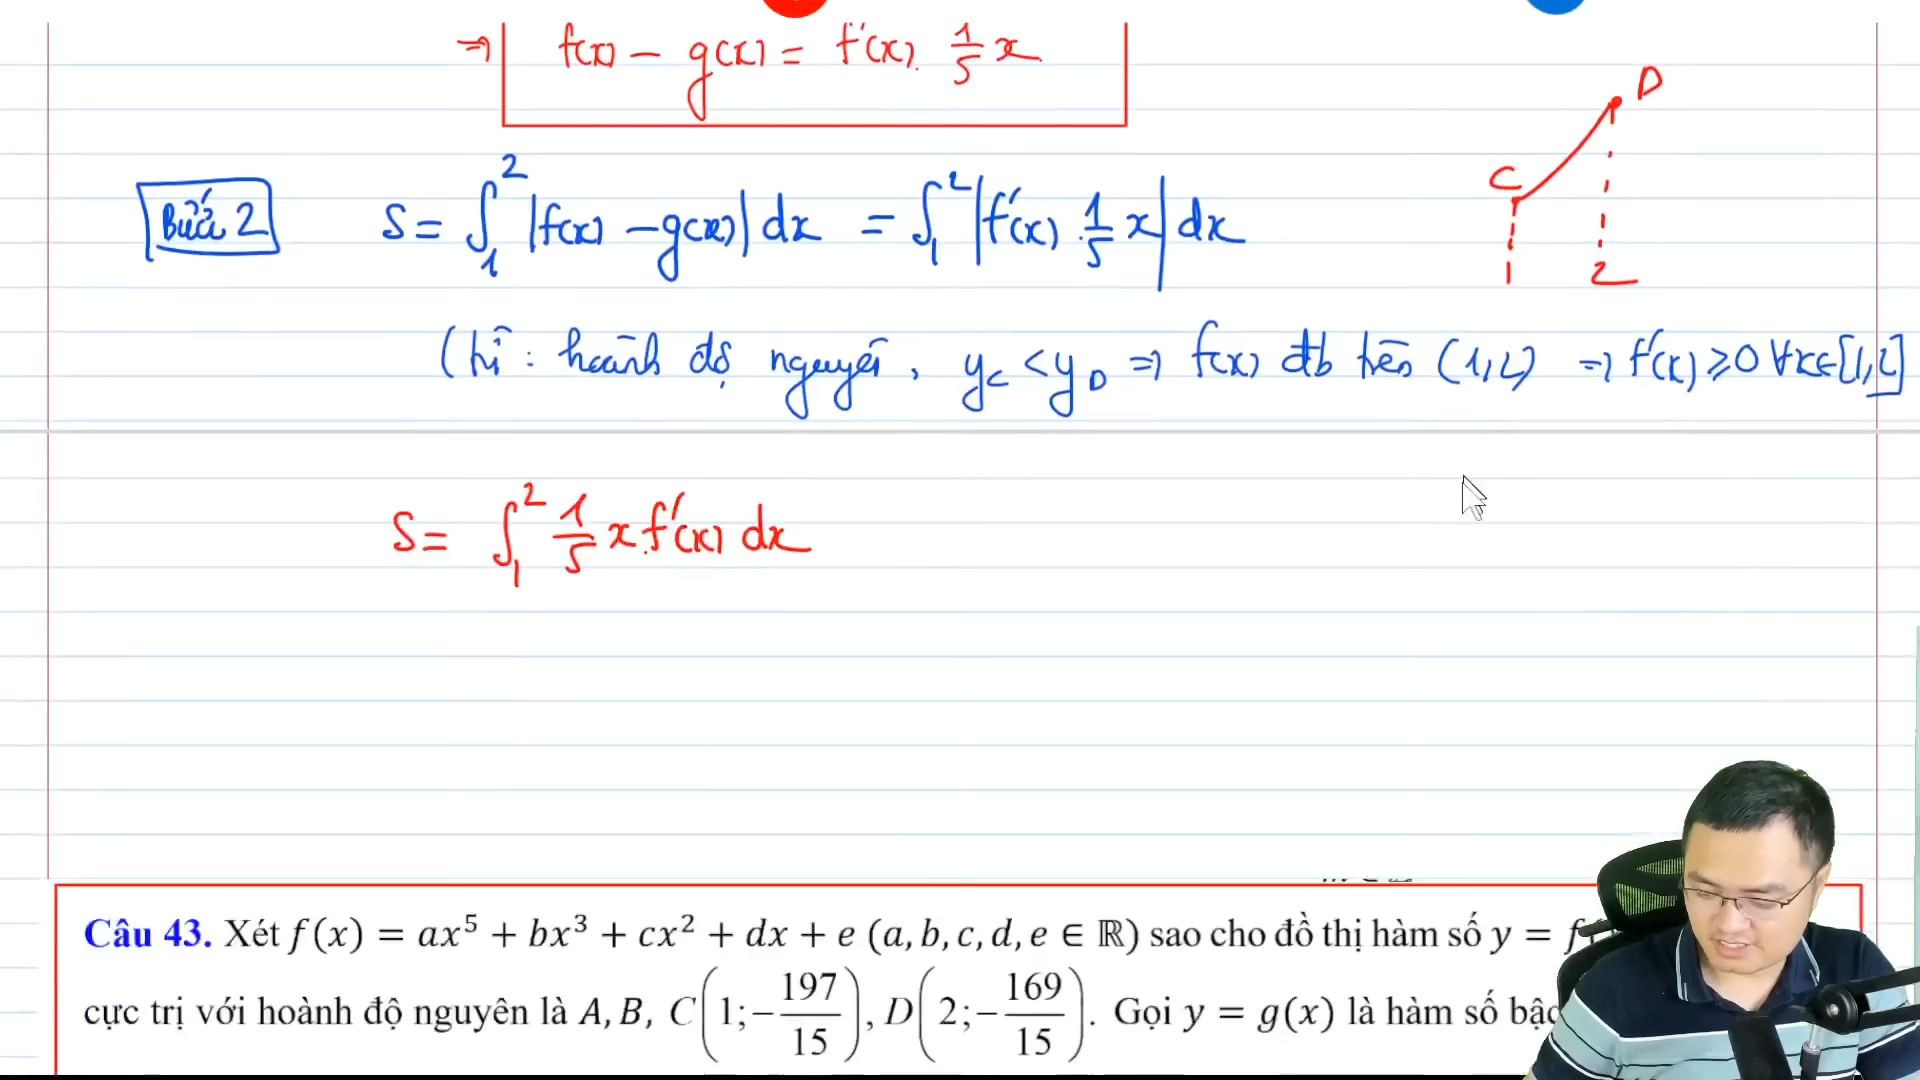 ⇒ f(x) − g(x) = f'(x). 1/5 x
D
C
1 2
Bước 2 S = ∫₁² |f(x) − g(x)| dx = ∫₁² |f'(x) . 1/5 x| dx
(Vì : hoành độ nguyên, y_C < y_D ⇒ f(x) đb trên (1,2) ⇒ f'(x) ⩾ 0 ∀x∈[1,2]
S = ∫₁² 1/5 x.f'(x) dx
Câu 43. Xét f(x) = ax⁵ + bx³ + cx² + dx + e (a, b, c, d, e ∈ ℝ) sao cho đồ thị hàm số y = f(
cực trị với hoành độ nguyên là A, B, C(1; −197/15), D(2; −169/15). Gọi y = g(x) là hàm số bậc